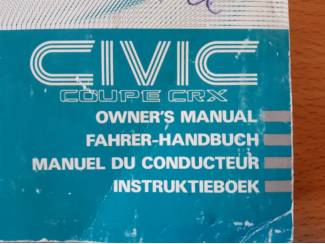 CIVIC
COUPE CRX
OWNER'S MANUAL
FAHRER-HANDBUCH
MANUEL DU CONDUCTEUR
INSTRUKTIEBOEK